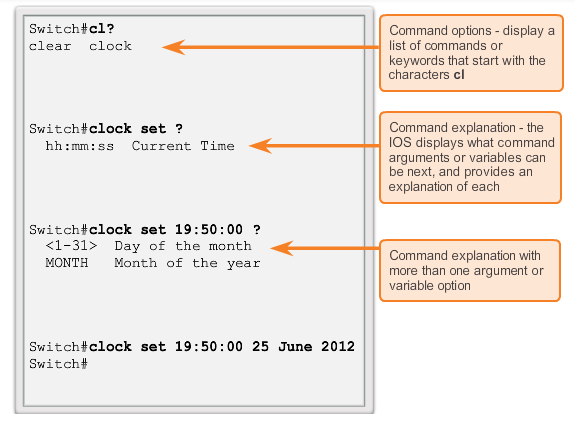 Switch#cl?
clear  clock
Command options - display a
list of commands or
keywords that start with the
characters cl
Switch#clock set ?
  hh:mm:ss  Current Time
Command explanation - the
IOS displays what command
arguments or variables can
be next, and provides an
explanation of each
Switch#clock set 19:50:00 ?
  <1-31>  Day of the month
  MONTH   Month of the year
Command explanation with
more than one argument or
variable option
Switch#clock set 19:50:00 25 June 2012
Switch#